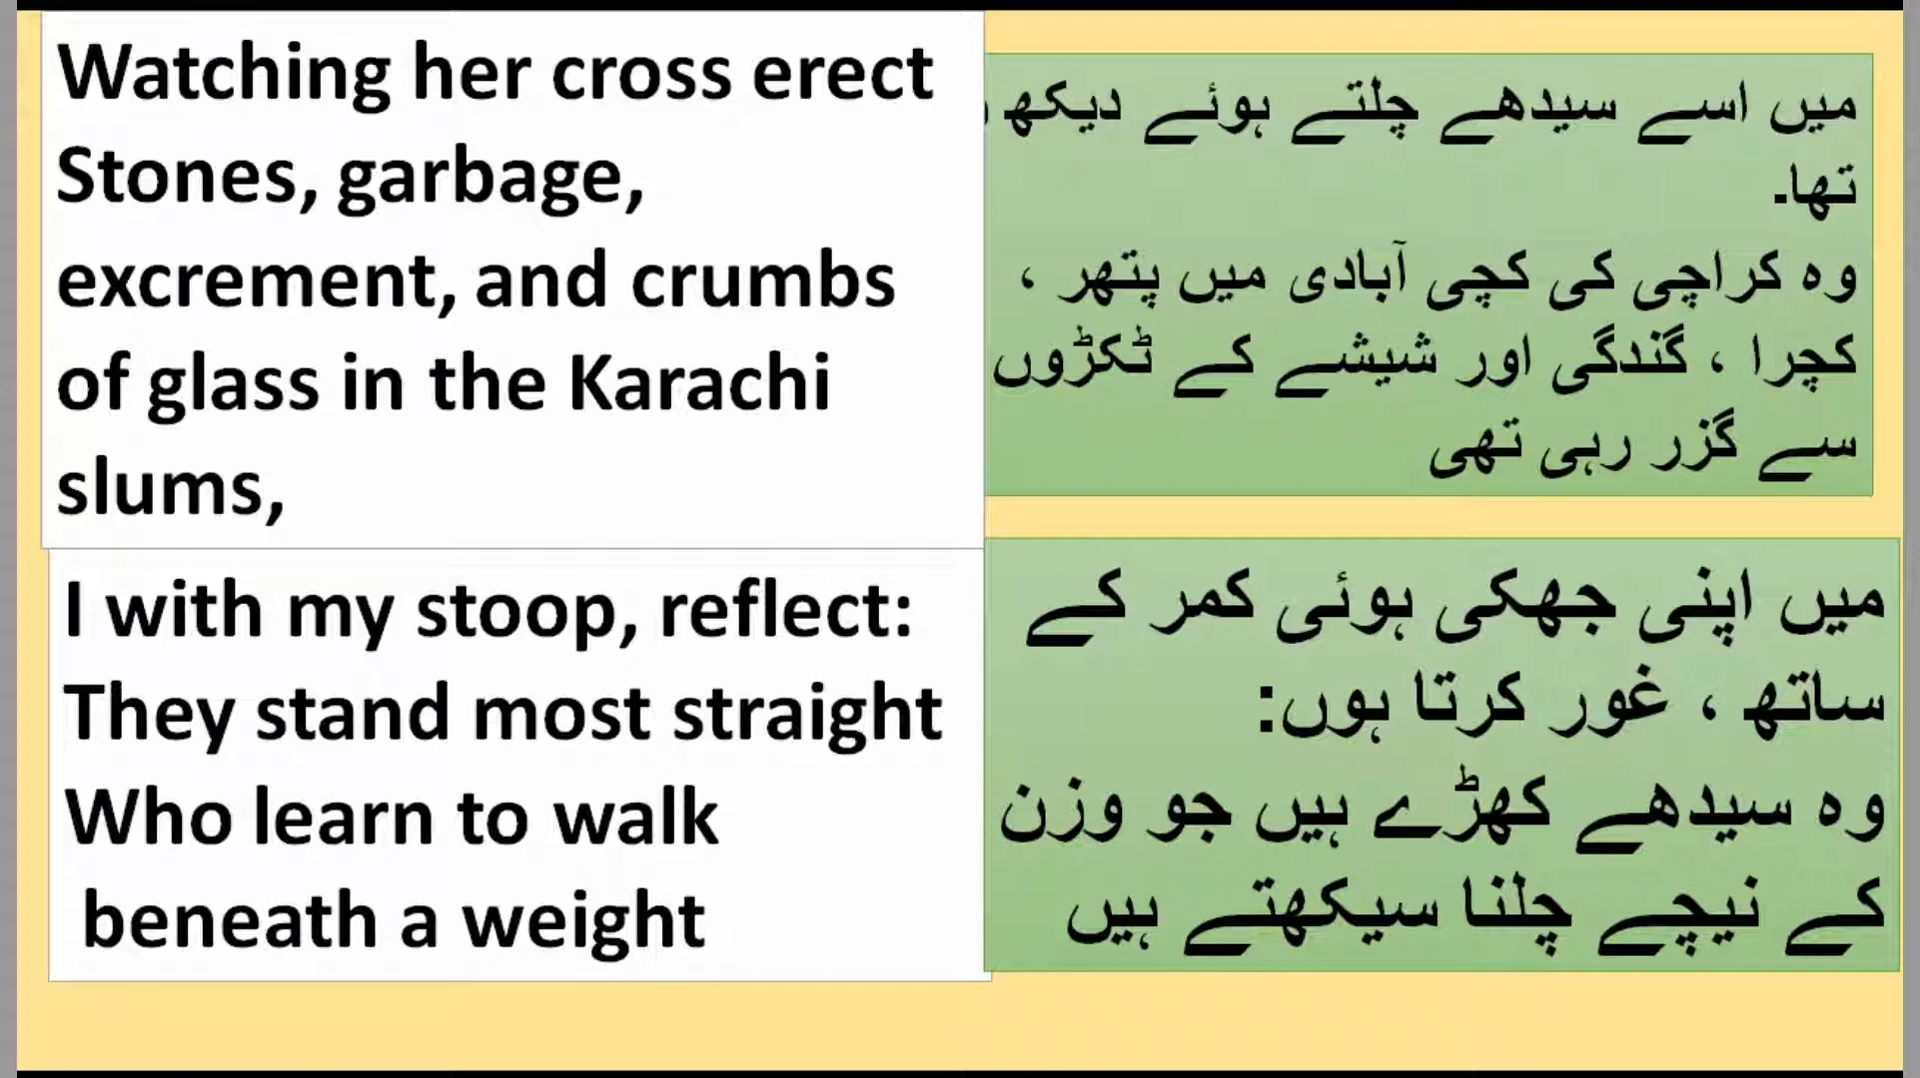 Watching her cross erect
Stones, garbage,
excrement, and crumbs
of glass in the Karachi
slums,
میں اسے سیدھے چلتے ہوئے دیکھ
تھا۔
وہ کراچی کی کچی آبادی میں پتھر ،
کچرا ، گندگی اور شیشے کے ٹکڑوں
سے گزر رہی تھی
I with my stoop, reflect:
They stand most straight
Who learn to walk
beneath a weight
میں اپنی جھکی ہوئی کمر کے
ساتھ ، غور کرتا ہوں:
وہ سیدھے کھڑے ہیں جو وزن
کے نیچے چلنا سیکھتے ہیں